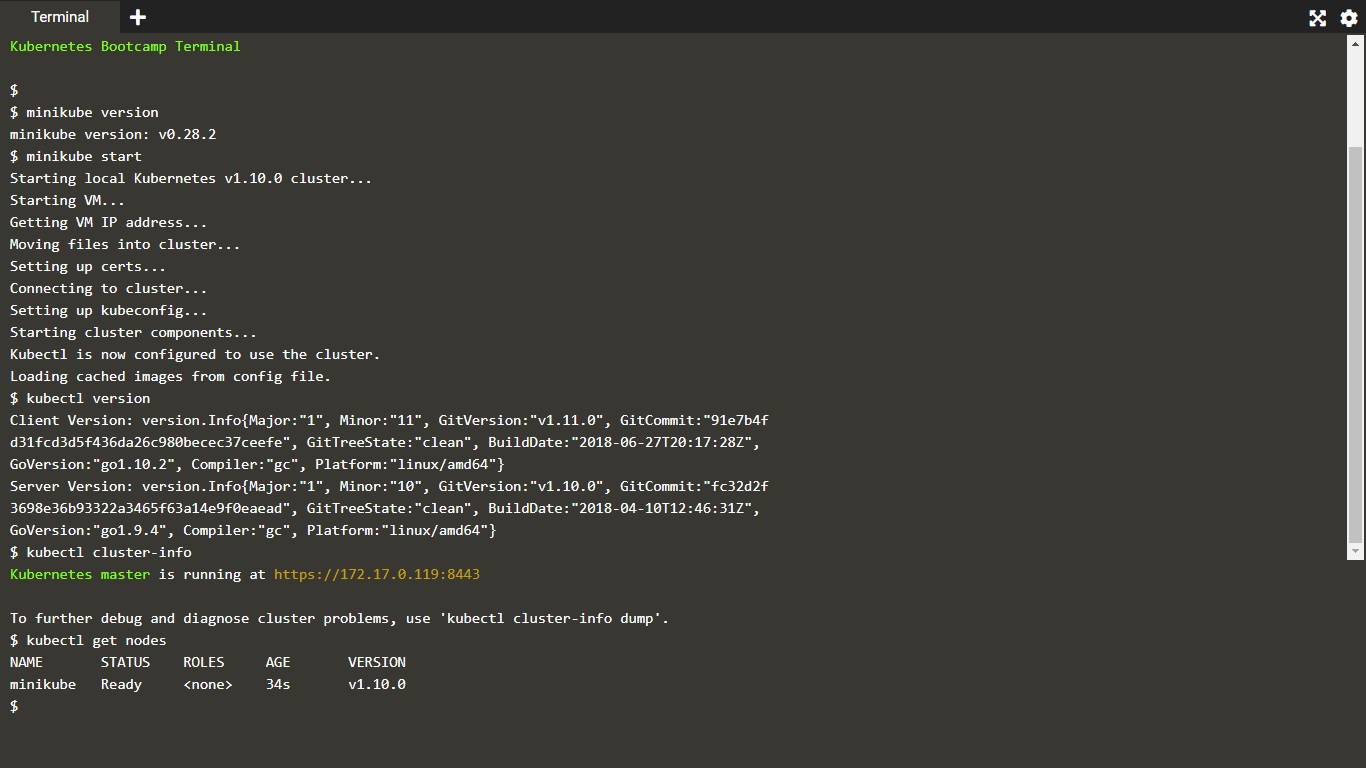 Terminal
Kubernetes Bootcamp Terminal
$
$ minikube version
minikube version: v0.28.2
$ minikube start
Starting local Kubernetes v1.10.0 cluster...
Starting VM...
Getting VM IP address...
Moving files into cluster...
Setting up certs...
Connecting to cluster...
Setting up kubeconfig...
Starting cluster components...
Kubectl is now configured to use the cluster.
Loading cached images from config file.
$ kubectl version
Client Version: version.Info{Major:"1", Minor:"11", GitVersion:"v1.11.0", GitCommit:"91e7b4f
d31fcd3d5f436da26c980becec37ceefe", GitTreeState:"clean", BuildDate:"2018-06-27T20:17:28Z",
GoVersion:"go1.10.2", Compiler:"gc", Platform:"linux/amd64"}
Server Version: version.Info{Major:"1", Minor:"10", GitVersion:"v1.10.0", GitCommit:"fc32d2f
3698e36b93322a3465f63a14e9f0eaead", GitTreeState:"clean", BuildDate:"2018-04-10T12:46:31Z",
GoVersion:"go1.9.4", Compiler:"gc", Platform:"linux/amd64"}
$ kubectl cluster-info
Kubernetes master is running at https://172.17.0.119:8443
To further debug and diagnose cluster problems, use 'kubectl cluster-info dump'.
$ kubectl get nodes
NAME STATUS ROLES AGE VERSION
minikube Ready <none> 34s v1.10.0
$